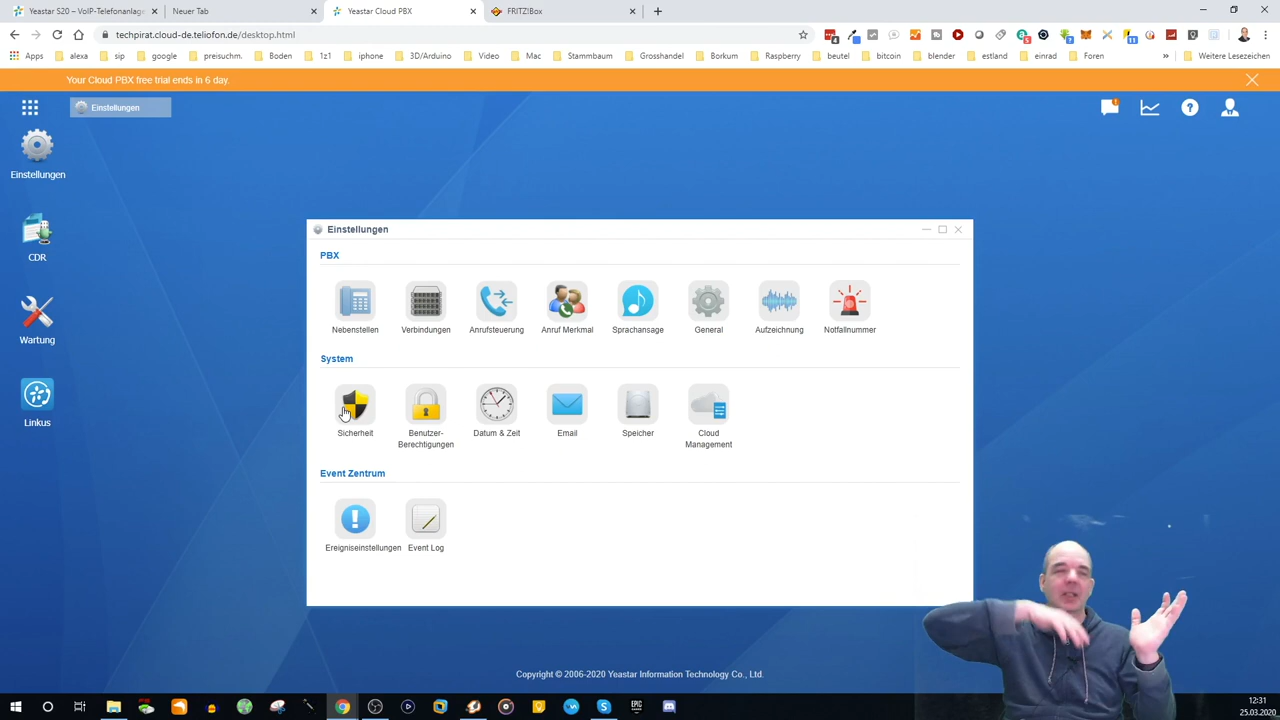 Yeastar S20 – VoIP-Telefonanlage
Neuer Tab
Yeastar Cloud PBX
FRITZ!Box
techpirat.cloud-de.teliofon.de/desktop.html
Apps
alexa
sip
google
preisuchm.
Boden
1z1
iphone
3D/Arduino
Video
Mac
Stammbaum
Grosshandel
Borkum
Raspberry
beutel
bitcoin
blender
estland
einrad
Foren
»
Weitere Lesezeichen
Your Cloud PBX free trial ends in 6 day.
Einstellungen
Einstellungen
CDR
Wartung
Linkus
Einstellungen
PBX
Nebenstellen
Verbindungen
Anrufsteuerung
Anruf Merkmal
Sprachansage
General
Aufzeichnung
Notfallnummer
System
Sicherheit
Benutzer-
Berechtigungen
Datum & Zeit
Email
Speicher
Cloud
Management
Event Zentrum
Ereigniseinstellungen
Event Log
Copyright © 2006-2020 Yeastar Information Technology Co., Ltd.
EPIC
GAMES
12:31
25.03.2020